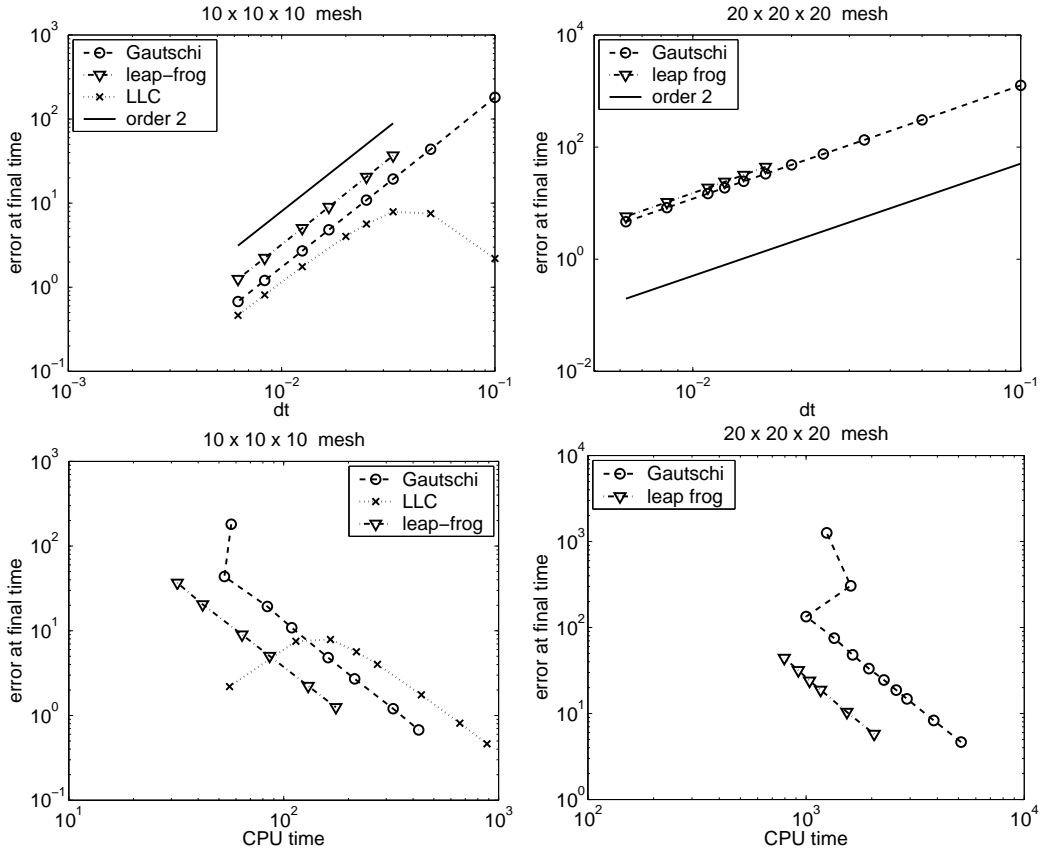 10 x 10 x 10 mesh
10^3
10^2
10^1
10^0
10^-1
error at final time
Gautschi
leap-frog
LLC
order 2
10^-3
10^-2
10^-1
dt
20 x 20 x 20 mesh
10^4
10^2
10^0
10^-2
error at final time
Gautschi
leap frog
order 2
10^-2
10^-1
dt
10 x 10 x 10 mesh
10^3
10^2
10^1
10^0
10^-1
error at final time
Gautschi
LLC
leap-frog
10^1
10^2
10^3
CPU time
20 x 20 x 20 mesh
10^4
10^3
10^2
10^1
10^0
error at final time
Gautschi
leap frog
10^2
10^3
10^4
CPU time